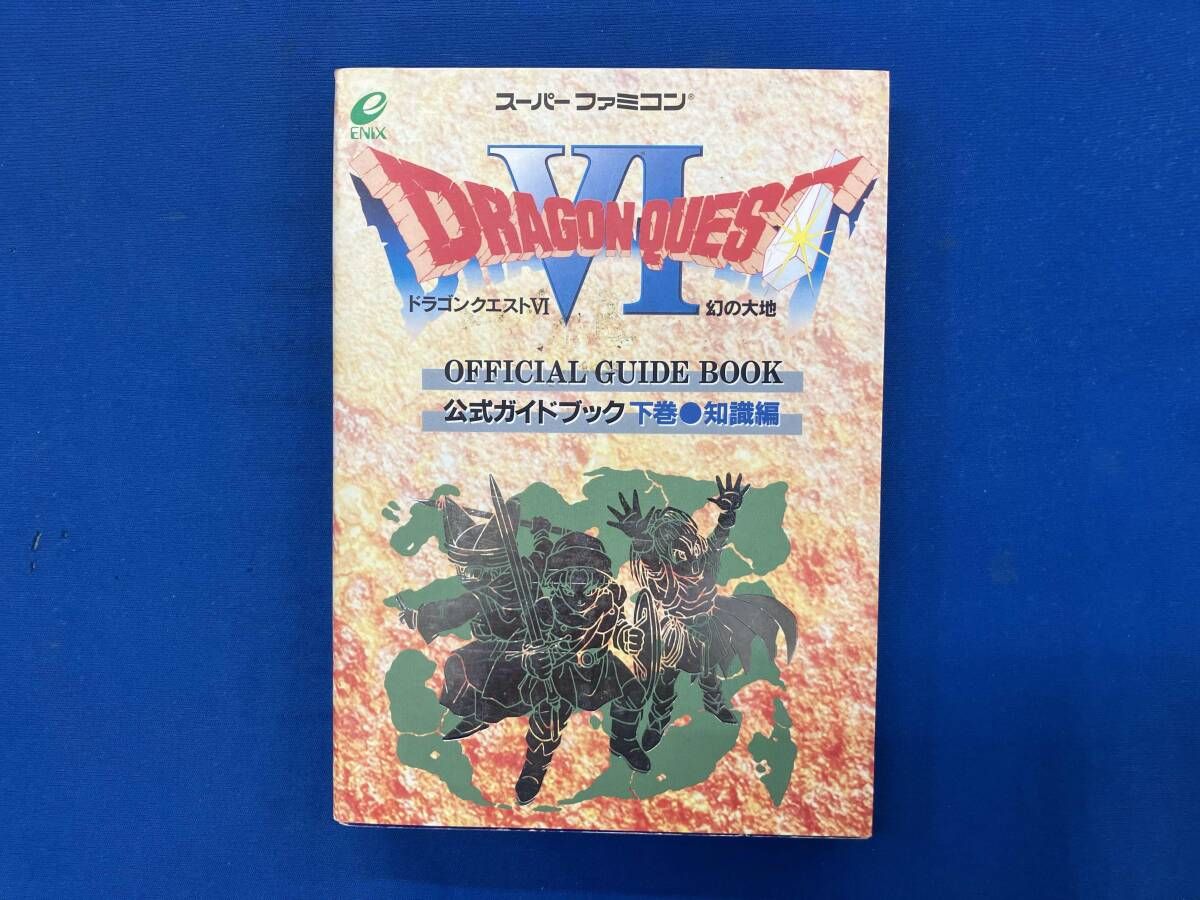 スーパーファミコン®
ENIX
VI
DRAGON QUEST
ドラゴンクエストVI 幻の大地
OFFICIAL GUIDE BOOK
公式ガイドブック 下巻●知識編